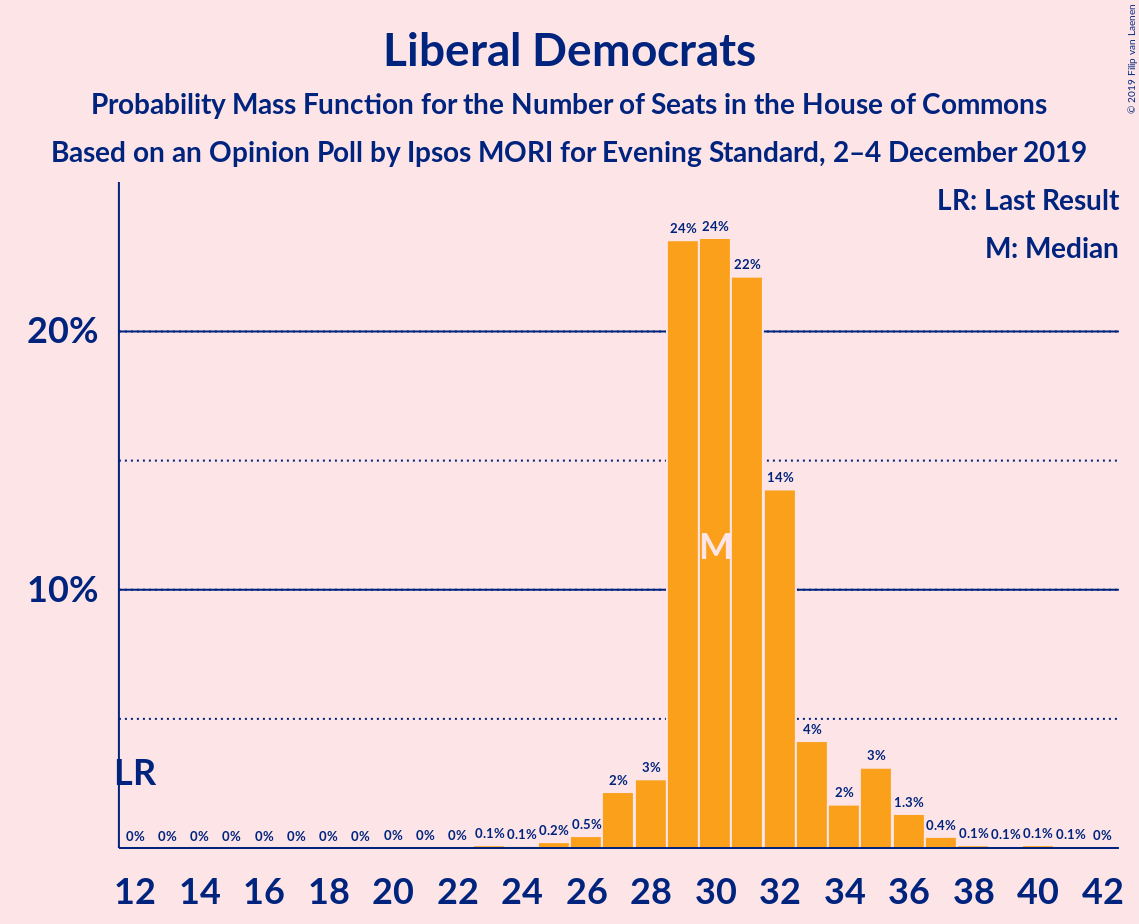 © 2019 Filip van Laenen
Liberal Democrats
Probability Mass Function for the Number of Seats in the House of Commons
Based on an Opinion Poll by Ipsos MORI for Evening Standard, 2–4 December 2019
LR: Last Result
M: Median
24% 24%
22%
20%
14%
M
10%
4%
LR
3%
3%
2%
2%
1.3%
0% 0% 0% 0% 0% 0% 0% 0% 0% 0% 0% 0.1% 0.1% 0.2% 0.5% 0.4% 0.1% 0.1% 0.1% 0.1% 0%
12 14 16 18 20 22 24 26 28 30 32 34 36 38 40 42